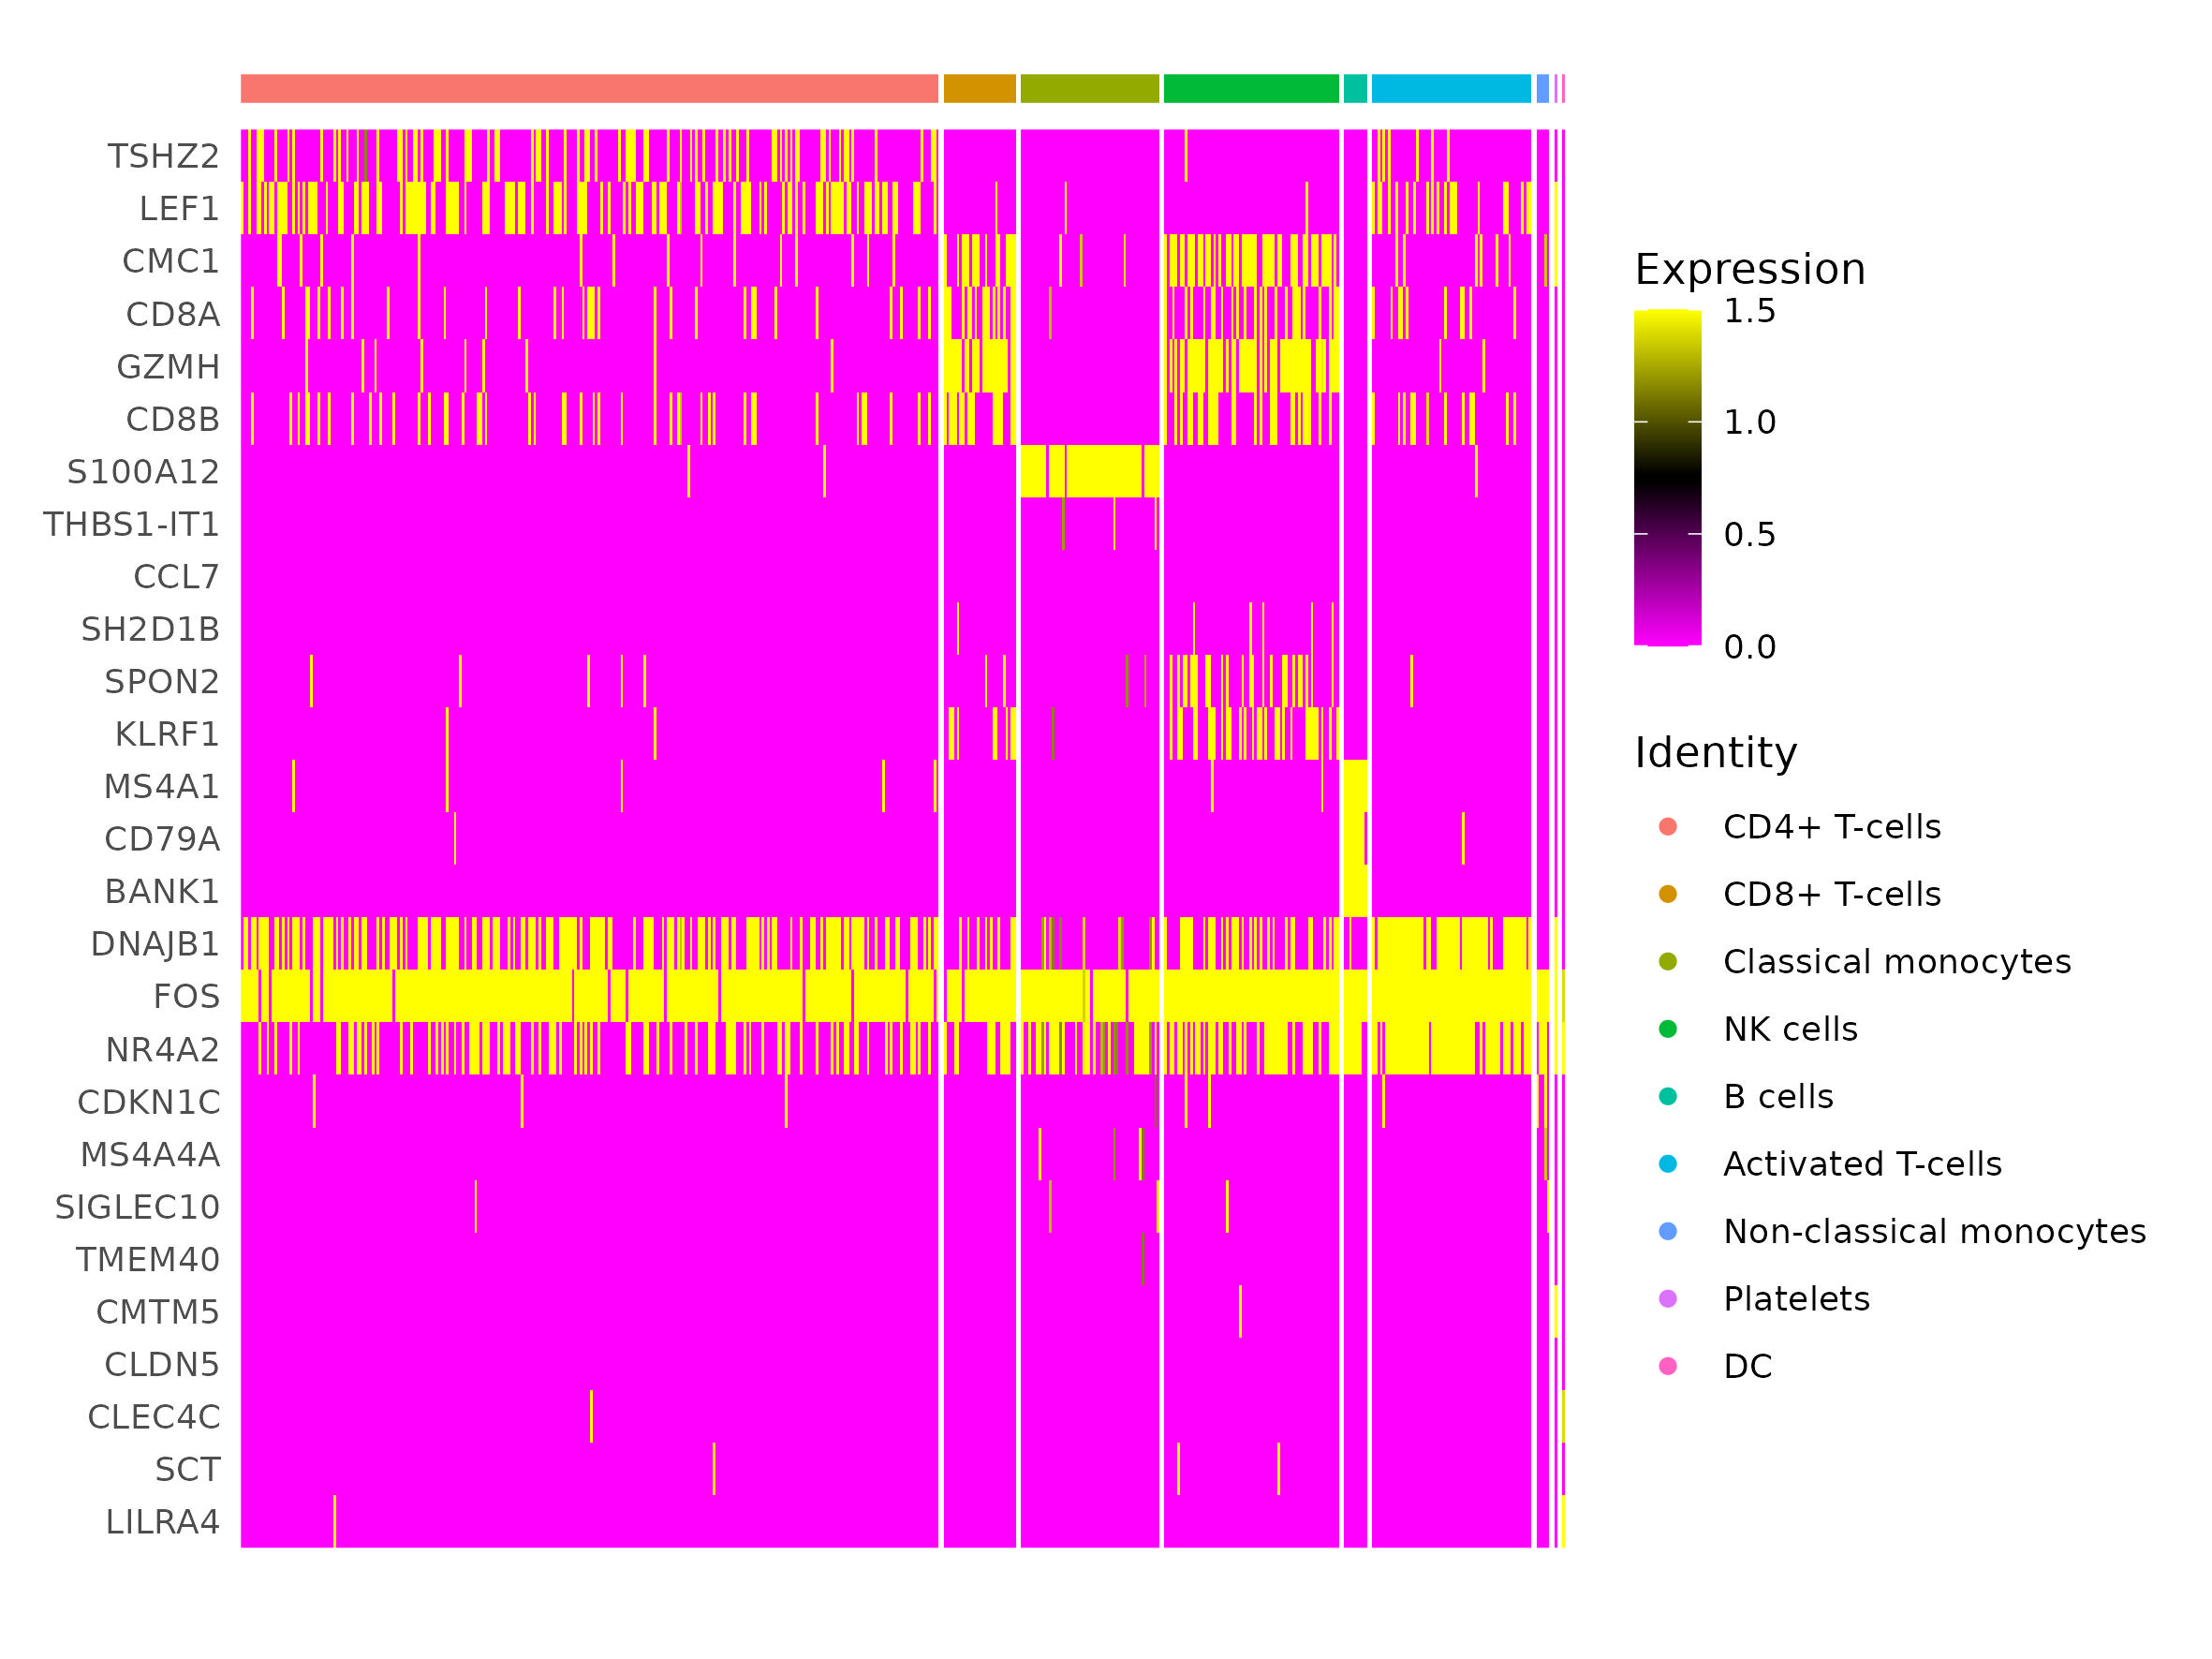 TSHZ2
LEF1
CMC1
CD8A
GZMH
CD8B
S100A12
THBS1-IT1
CCL7
SH2D1B
SPON2
KLRF1
MS4A1
CD79A
BANK1
DNAJB1
FOS
NR4A2
CDKN1C
MS4A4A
SIGLEC10
TMEM40
CMTM5
CLDN5
CLEC4C
SCT
LILRA4
Expression
1.5
1.0
0.5
0.0
Identity
CD4+ T-cells
CD8+ T-cells
Classical monocytes
NK cells
B cells
Activated T-cells
Non-classical monocytes
Platelets
DC